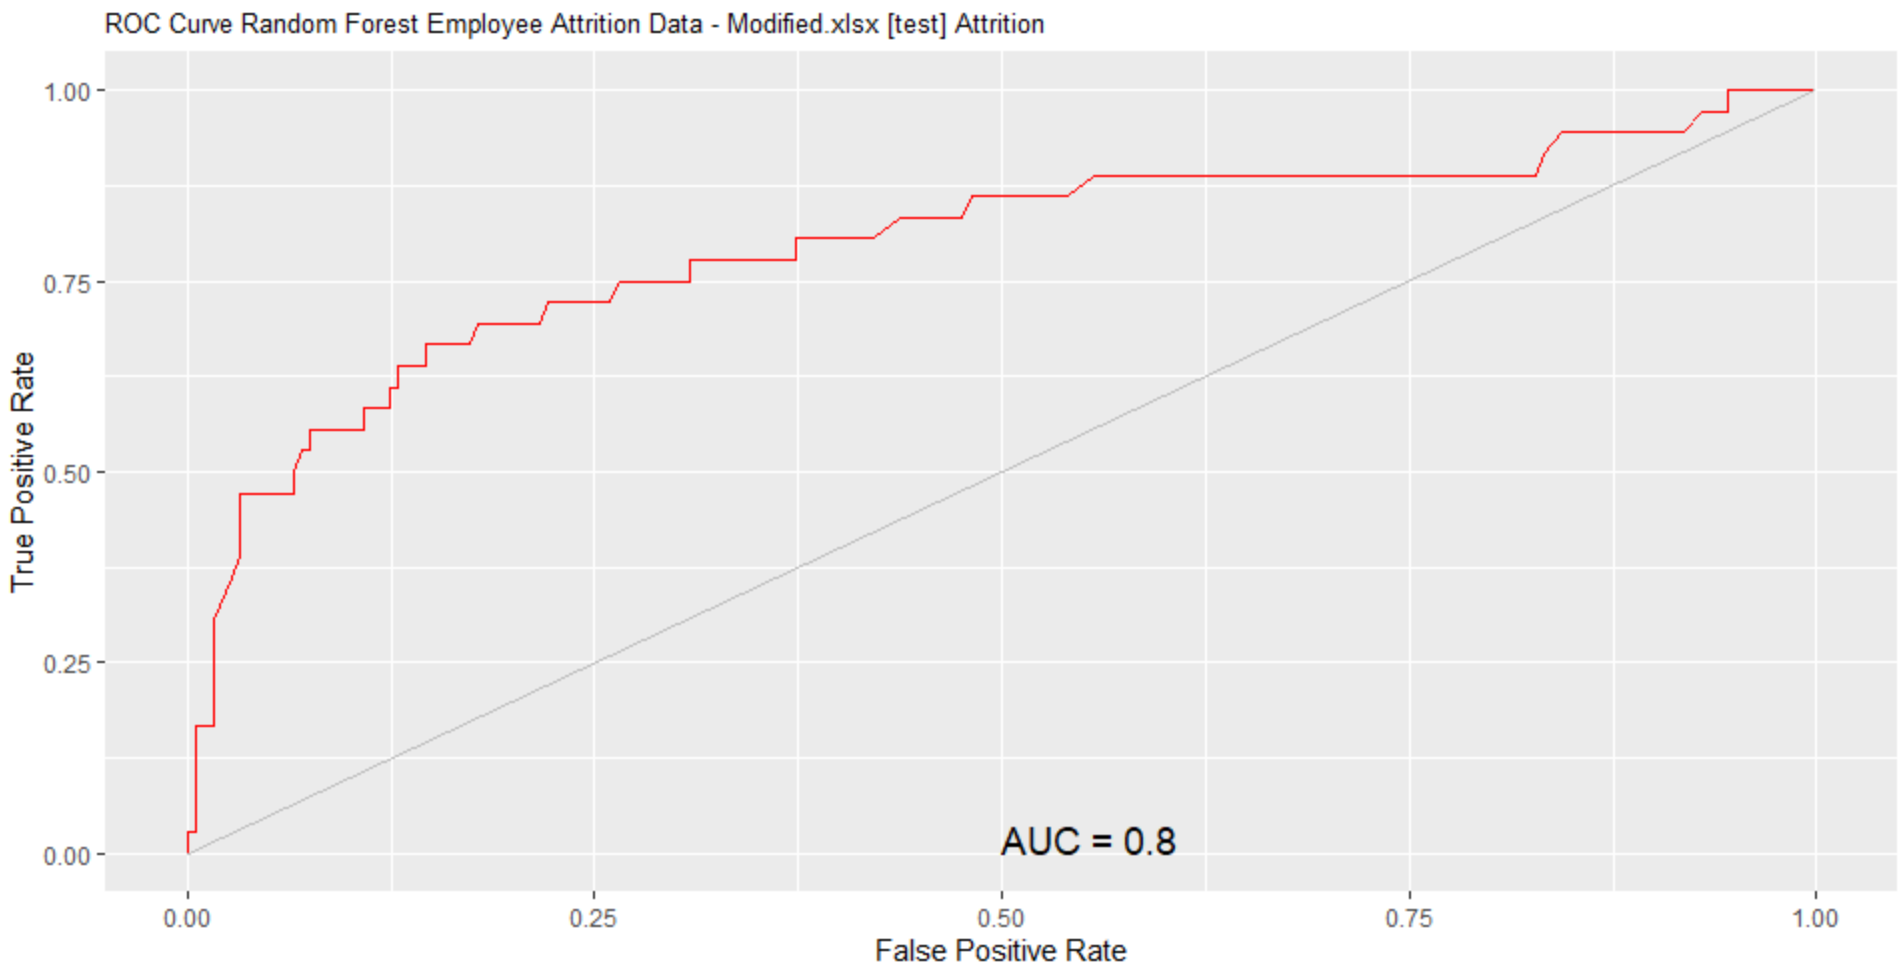 ROC Curve Random Forest Employee Attrition Data - Modified.xlsx [test] Attrition
1.00
0.75
0.50
0.25
0.00
True Positive Rate
AUC = 0.8
0.00 0.25 0.50 0.75 1.00
False Positive Rate